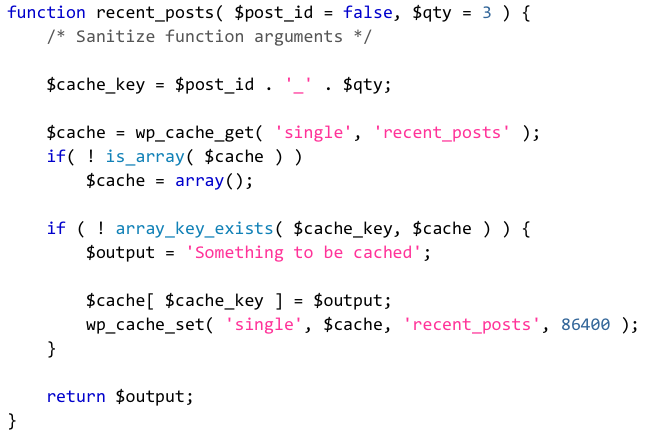 function recent_posts( $post_id = false, $qty = 3 ) {
    /* Sanitize function arguments */

    $cache_key = $post_id . '_' . $qty;

    $cache = wp_cache_get( 'single', 'recent_posts' );
    if( ! is_array( $cache ) )
        $cache = array();

    if ( ! array_key_exists( $cache_key, $cache ) ) {
        $output = 'Something to be cached';

        $cache[ $cache_key ] = $output;
        wp_cache_set( 'single', $cache, 'recent_posts', 86400 );
    }

    return $output;
}